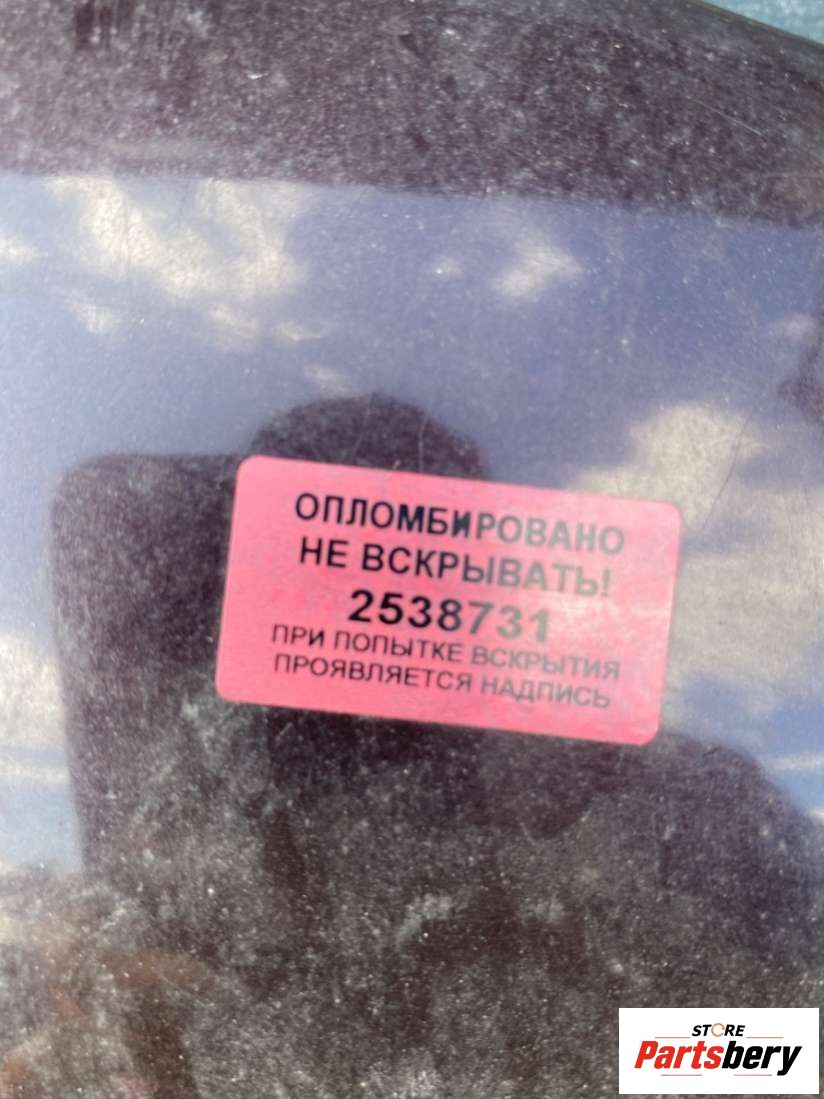 ОПЛОМБИРОВАНО
НЕ ВСКРЫВАТЬ!
2538731
ПРИ ПОПЫТКЕ ВСКРЫТИЯ
ПРОЯВЛЯЕТСЯ НАДПИСЬ
STORE
Partsbery